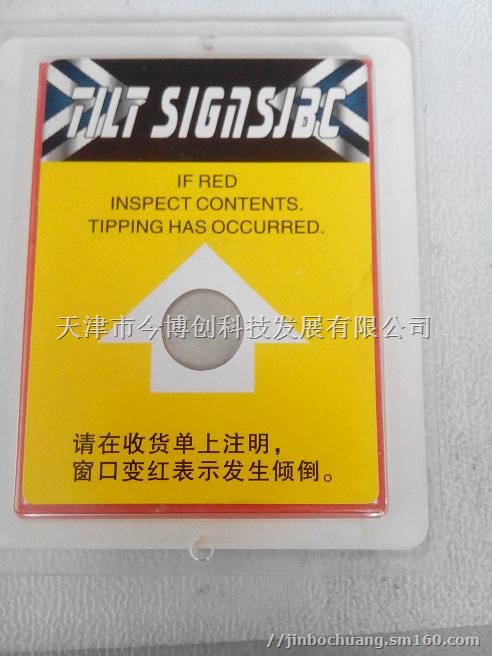 TILT SIGNSJBC
IF RED
INSPECT CONTENTS.
TIPPING HAS OCCURRED.
天津市今博创科技发展有限公司
请在收货单上注明，
窗口变红表示发生倾倒。
//jinbochuang.sm160.com